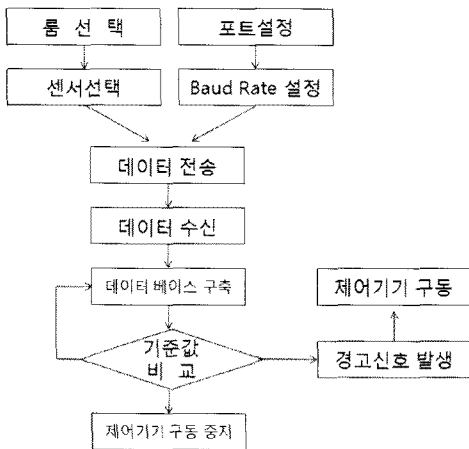 룸 선 택
포트설정
센서선택
Baud Rate 설정
데이터 전송
데이터 수신
데이터 베이스 구축
제어기기 구동
기준값
비 교
경고신호 발생
제어기기 구동 중지